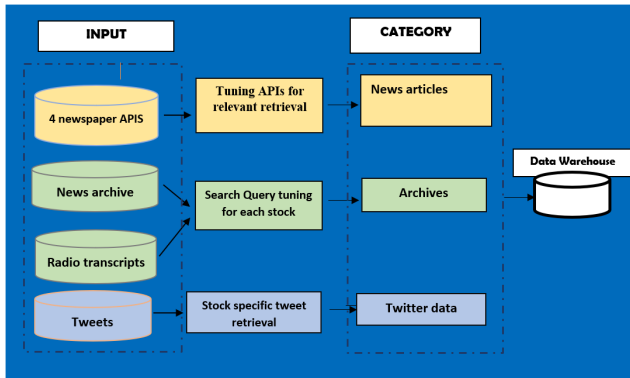 INPUT
CATEGORY
4 newspaper APIS
Tuning APIs for
relevant retrieval
News articles
Data Warehouse
News archive
Search Query tuning
for each stock
Archives
Radio transcripts
Tweets
Stock specific tweet
retrieval
Twitter data